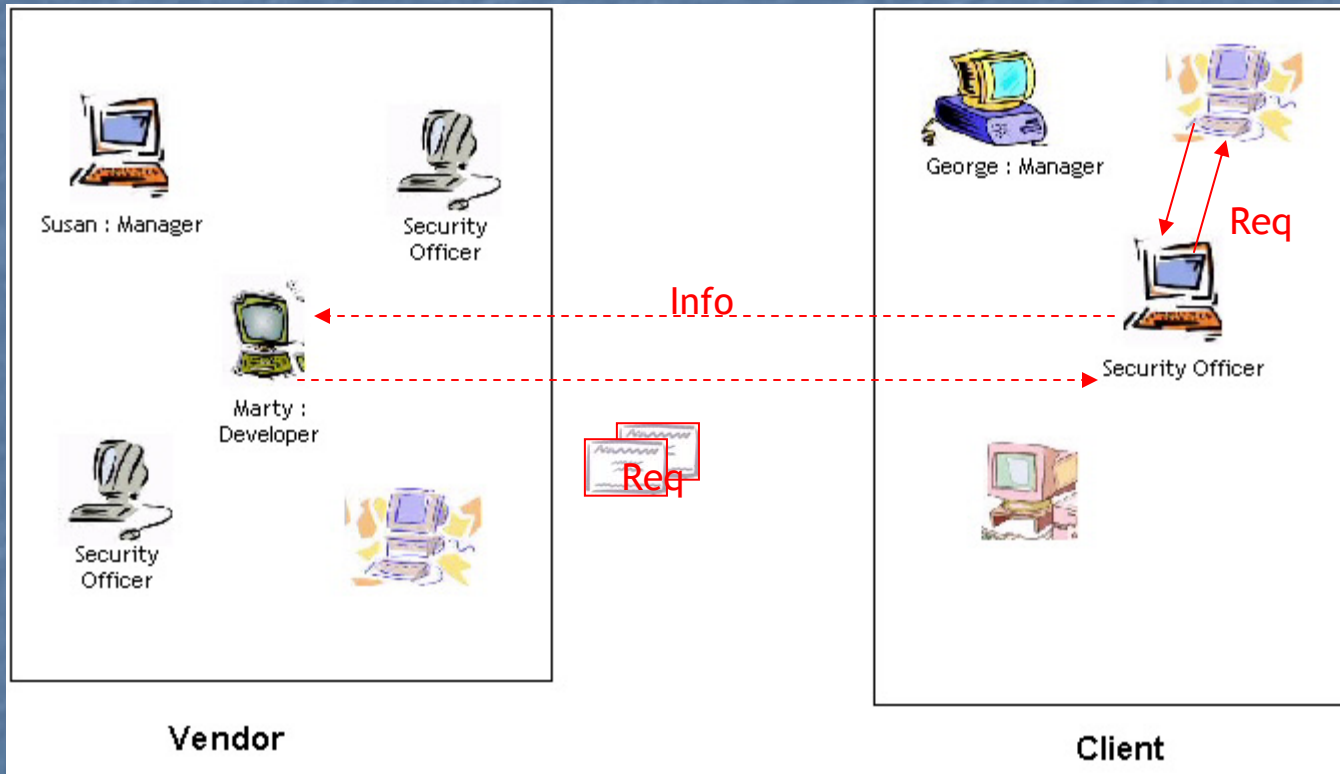 Susan : Manager
Security
Officer
Marty :
Developer
Security
Officer
Vendor
Info
Req
George : Manager
Req
Security Officer
Client